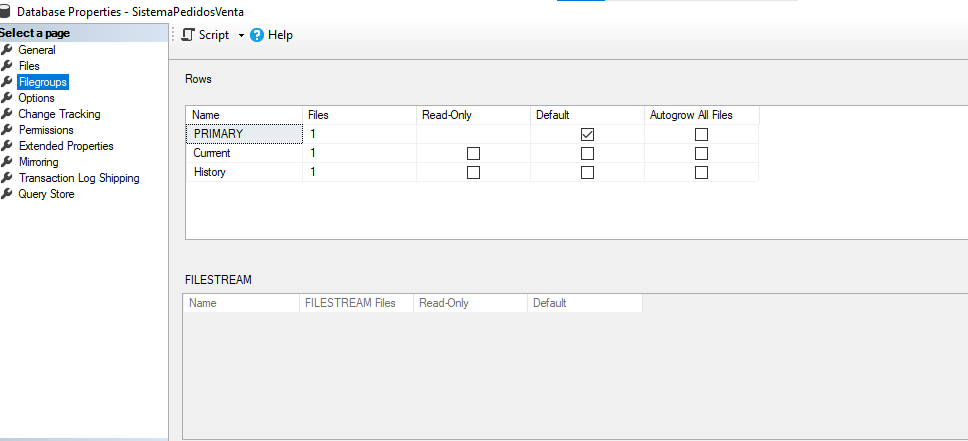 Database Properties - SistemaPedidosVenta
Select a page
General
Files
Filegroups
Options
Change Tracking
Permissions
Extended Properties
Mirroring
Transaction Log Shipping
Query Store
Script Help
Rows
Name Files Read-Only Default Autogrow All Files
PRIMARY 1
Currrent 1
History 1
FILESTREAM
Name FILESTREAM Files Read-Only Default